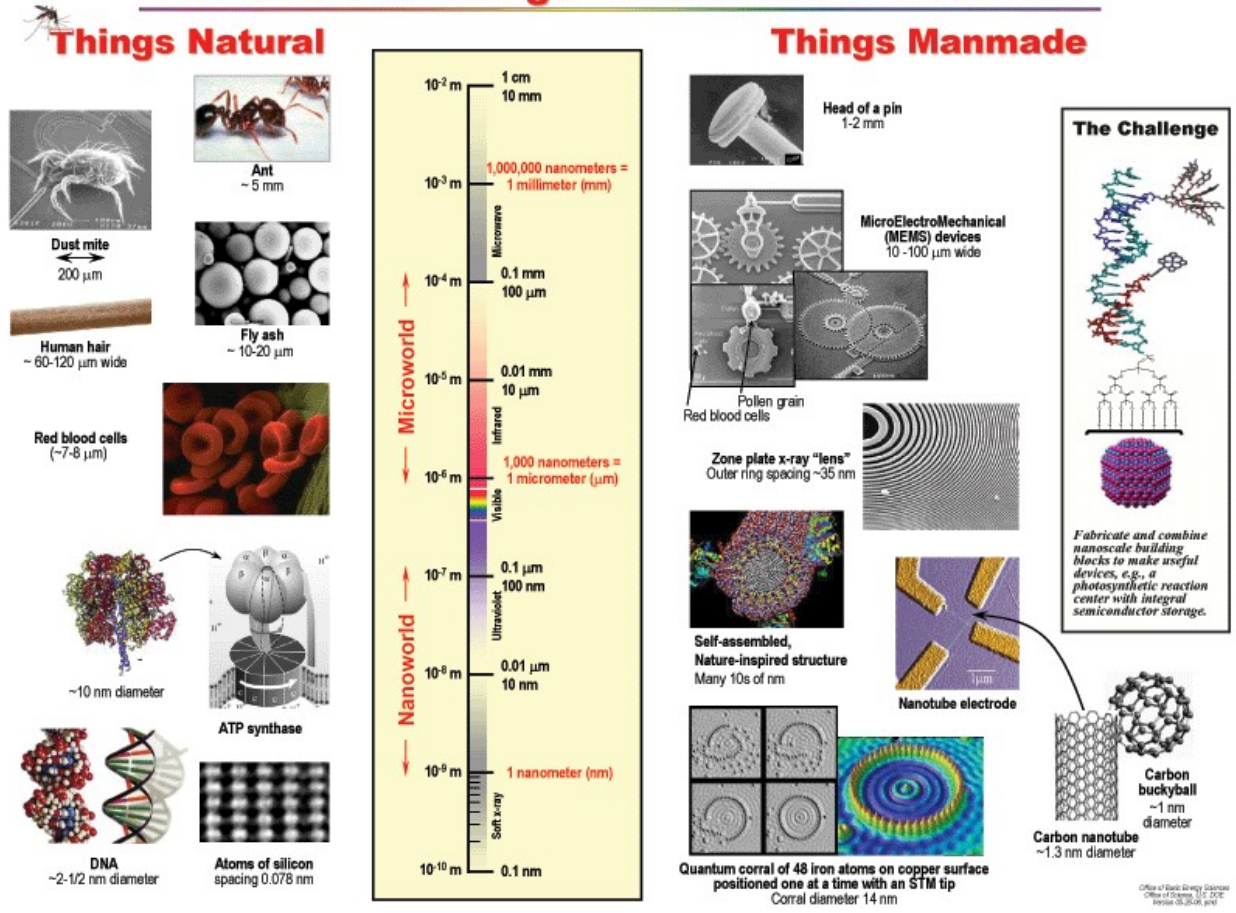 Things Natural
Things Manmade
Ant
~ 5 mm
Dust mite
200 µm
Human hair
~ 60-120 µm wide
Fly ash
~ 10-20 µm
Red blood cells
(~7-8 µm)
~10 nm diameter
ATP synthase
DNA
~2-1/2 nm diameter
Atoms of silicon
spacing 0.078 nm
10-2 m
1 cm
10 mm
1,000,000 nanometers =
1 millimeter (mm)
10-3 m
Microwave
10-4 m
0.1 mm
100 µm
Microworld
10-5 m
0.01 mm
10 µm
Infrared
1,000 nanometers =
1 micrometer (µm)
10-6 m
Visible
10-7 m
0.1 µm
100 nm
Ultraviolet
Nanoworld
10-8 m
0.01 µm
10 nm
10-9 m
1 nanometer (nm)
Soft x-ray
10-10 m
0.1 nm
Head of a pin
1-2 mm
MicroElectroMechanical
(MEMS) devices
10 -100 µm wide
Pollen grain
Red blood cells
Zone plate x-ray “lens”
Outer ring spacing ~35 nm
Self-assembled,
Nature-inspired structure
Many 10s of nm
1µm
Nanotube electrode
Carbon
buckyball
~1 nm
diameter
Carbon nanotube
~1.3 nm diameter
Quantum corral of 48 iron atoms on copper surface
positioned one at a time with an STM tip
Corral diameter 14 nm
The Challenge
Fabricate and combine
nanoscale building
blocks to make useful
devices, e.g., a
photosynthetic reaction
center with integral
semiconductor storage.
Office of Basic Energy Sciences
Office of Science, U.S. DOE